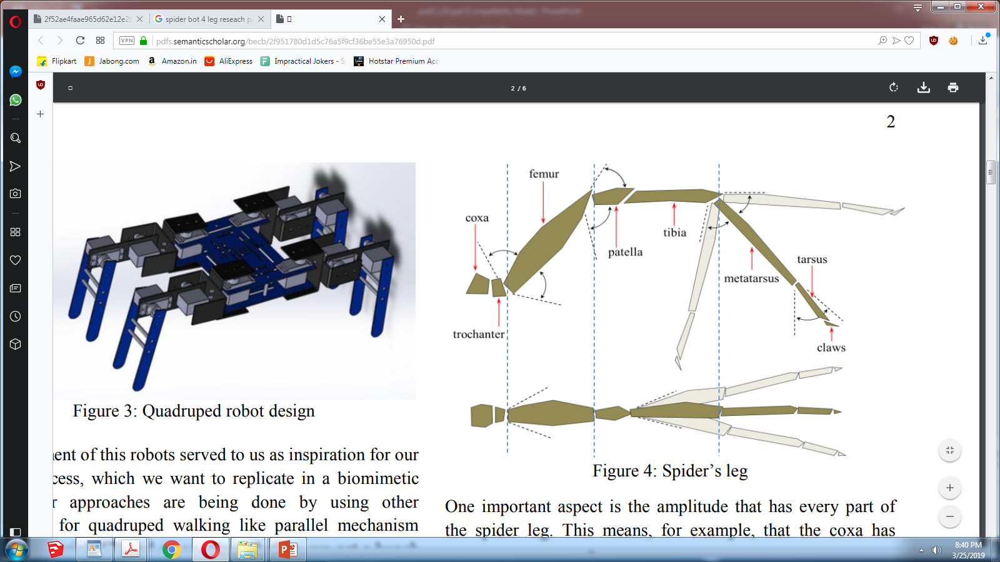 2f52ae4faae965d62e12e2
spider bot 4 leg reseach p
VPN
pdfs.semanticscholar.org/becb/2f951780d1d5c76a5f9cf36be55e3a76950d.pdf
Flipkart
Jabong.com
Amazon.in
AliExpress
Impractical Jokers - S
Hotstar Premium Acc
2 / 6
2
femur
coxa
tibia
patella
tarsus
metatarsus
trochanter
claws
Figure 3: Quadruped robot design
Figure 4: Spider’s leg
ent of this robots served to us as inspiration for our
cess, which we want to replicate in a biomimetic
r approaches are being done by using other
for quadruped walking like parallel mechanism
One important aspect is the amplitude that has every part of
the spider leg. This means, for example, that the coxa has
8:40 PM
3/25/2019